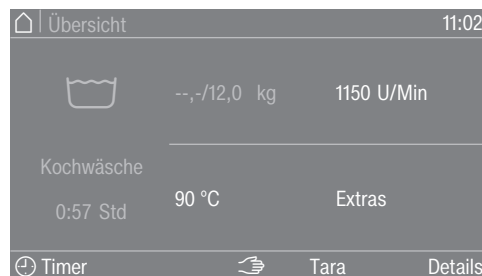 Übersicht 11:02
--,-/12,0 kg 1150 U/Min
Kochwäsche
0:57 Std
90 °C Extras
Timer Tara Details